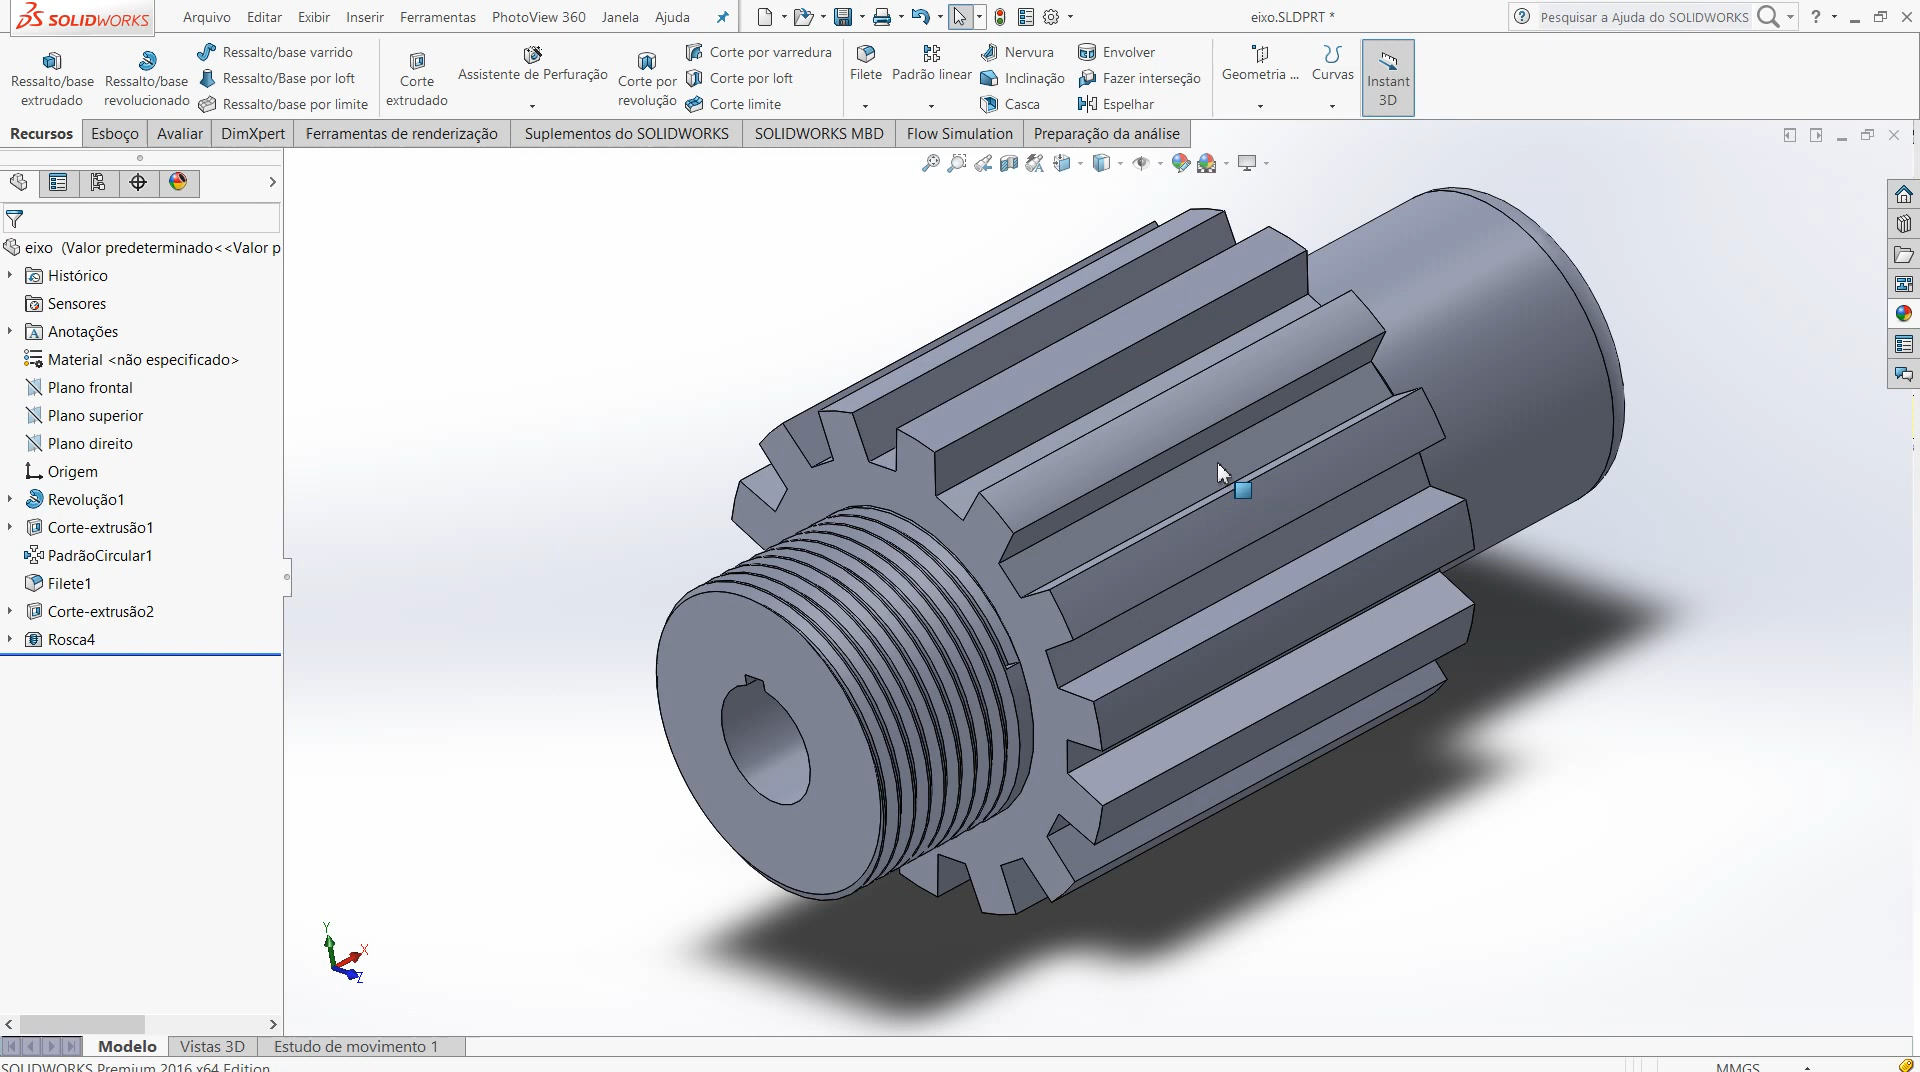 SOLIDWORKS
Arquivo Editar Exibir Inserir Ferramentas PhotoView 360 Janela Ajuda
eixo.SLDPRT *
Pesquisar a Ajuda do SOLIDWORKS
Ressalto/base extrudado
Ressalto/base revolucionado
Ressalto/base varrido
Ressalto/Base por loft
Ressalto/base por limite
Corte extrudado
Assistente de Perfuração
Corte por revolução
Corte por varredura
Corte por loft
Corte limite
Filete
Padrão linear
Nervura
Inclinação
Casca
Envolver
Fazer interseção
Espelhar
Geometria ...
Curvas
Instant 3D
Recursos Esboço Avaliar DimXpert Ferramentas de renderização Suplementos do SOLIDWORKS SOLIDWORKS MBD Flow Simulation Preparação da análise
eixo (Valor predeterminado<<Valor p
Histórico
Sensores
Anotações
Material <não especificado>
Plano frontal
Plano superior
Plano direito
Origem
Revolução1
Corte-extrusão1
PadrãoCircular1
Filete1
Corte-extrusão2
Rosca4
Y
X
Z
Modelo Vistas 3D Estudo de movimento 1
SOLIDWORKS Premium 2016 x64 Edition
MMGS